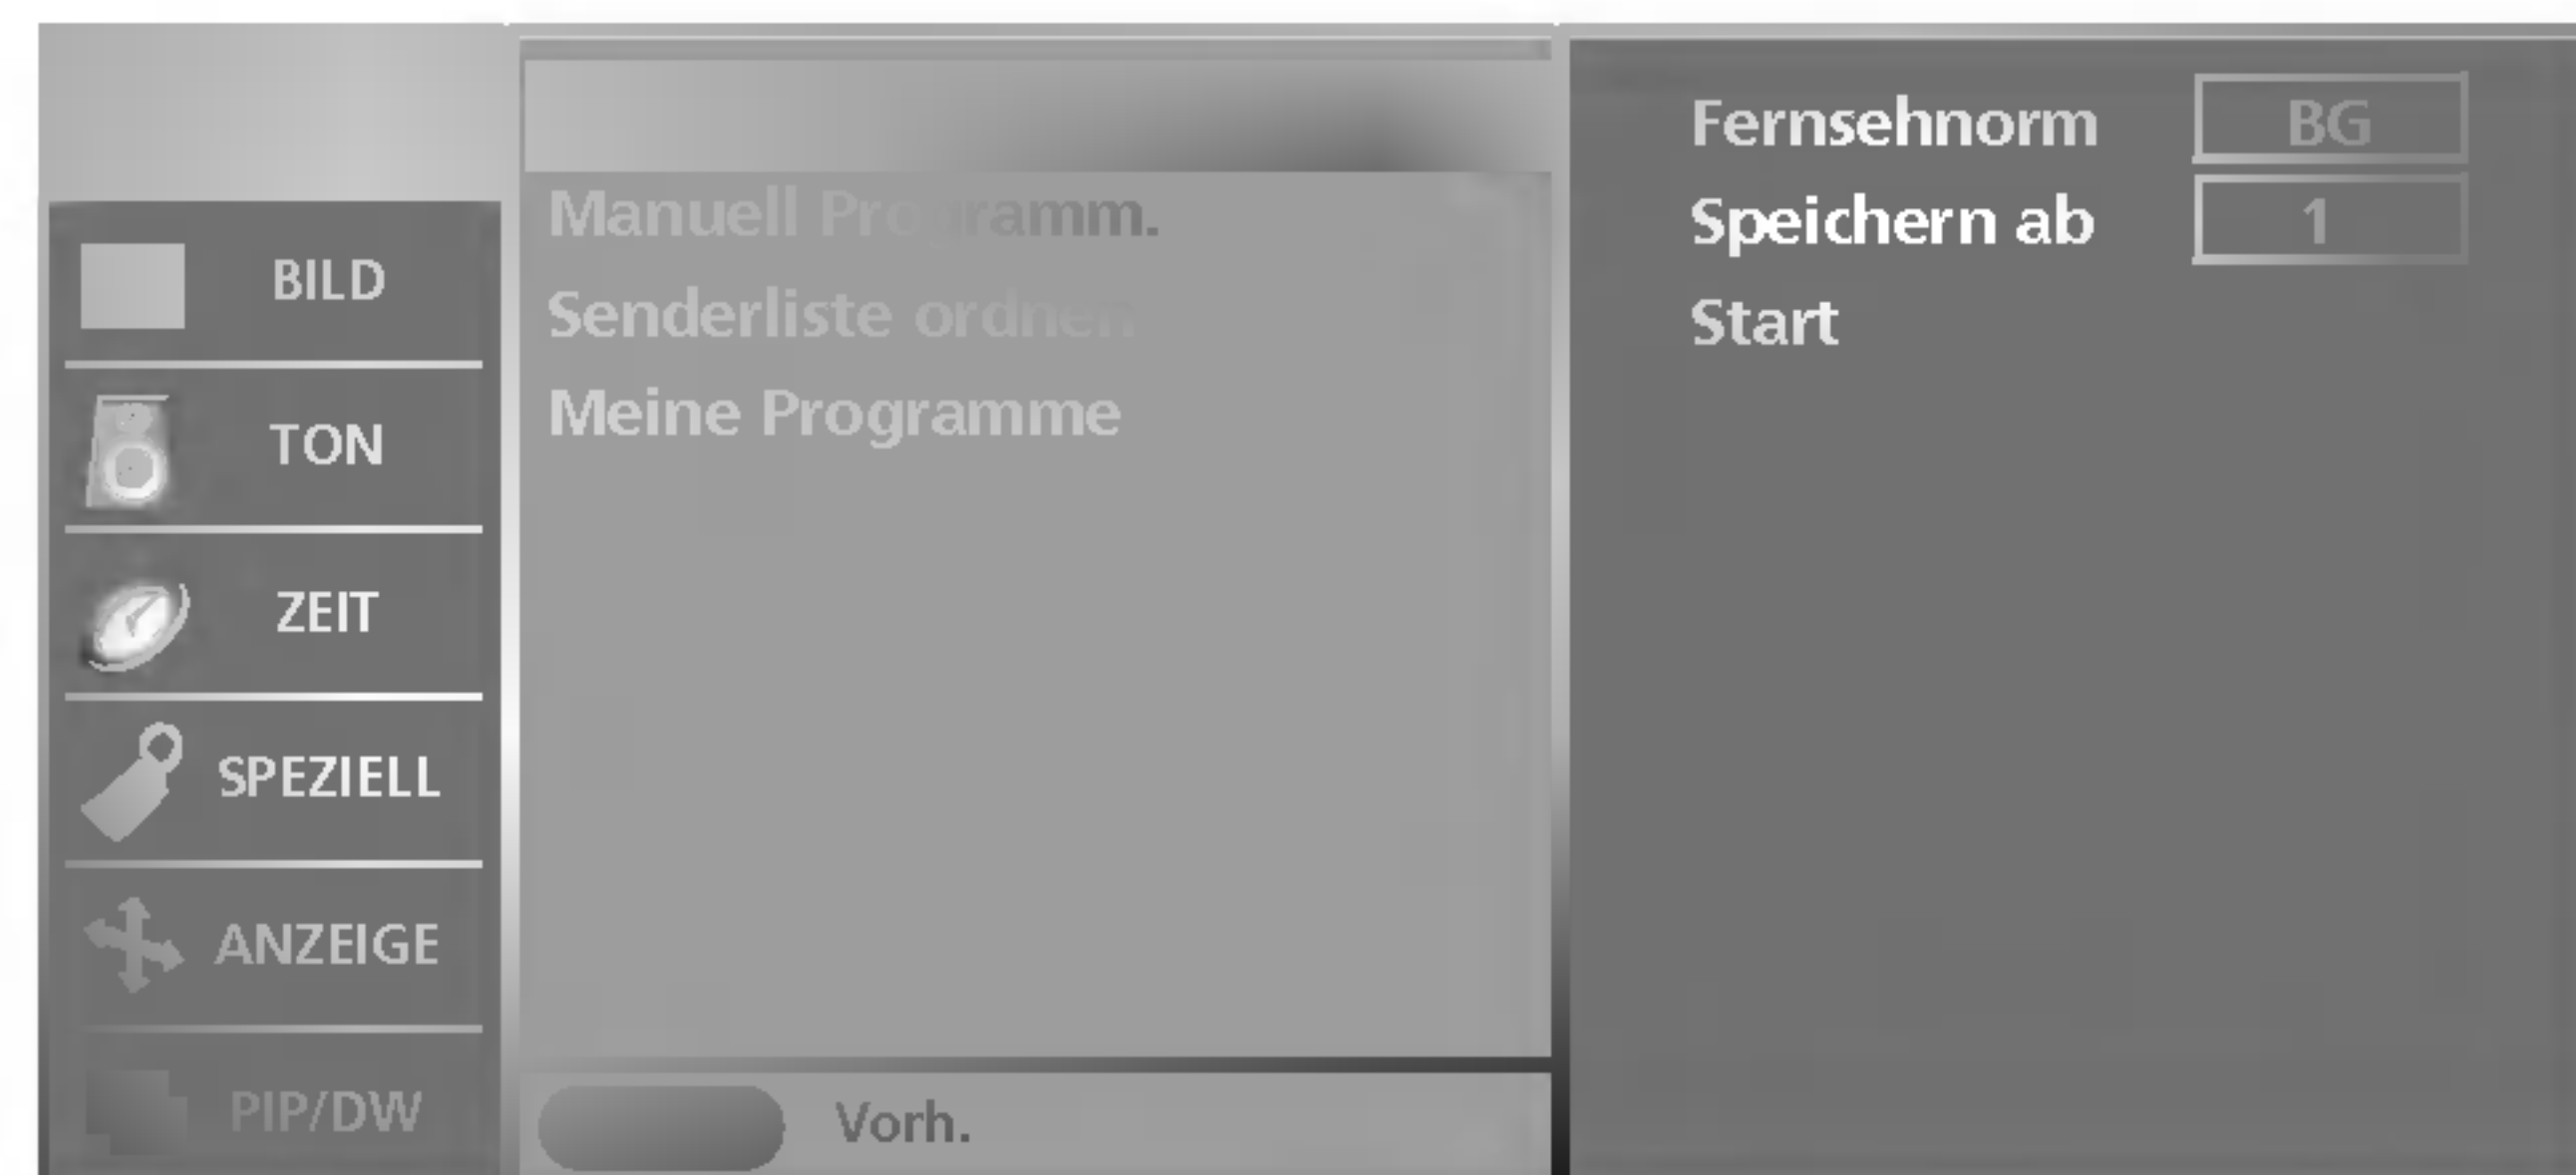 BILD
TON
ZEIT
SPEZIELL
ANZEIGE
PIP/DW
Manuell Programm.
Senderliste ordnen
Meine Programme
Vorh.
Fernsehnorm BG
Speichern ab 1
Start